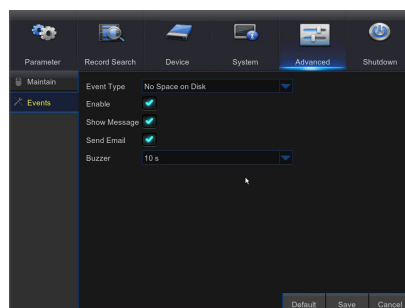 Parameter Record Search Device System Advanced Shutdown
Maintain
Events
Event Type No Space on Disk
Enable
Show Message
Send Email
Buzzer 10 s
Default Save Cancel